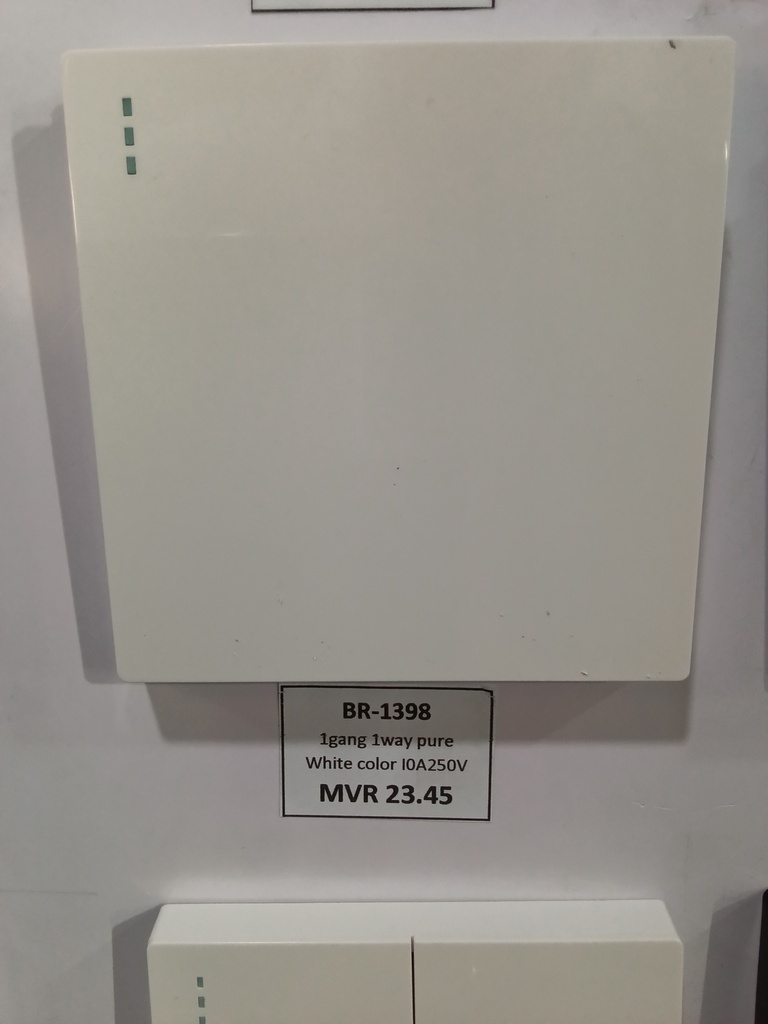 BR-1398
1gang 1way pure
White color I0A250V
MVR 23.45